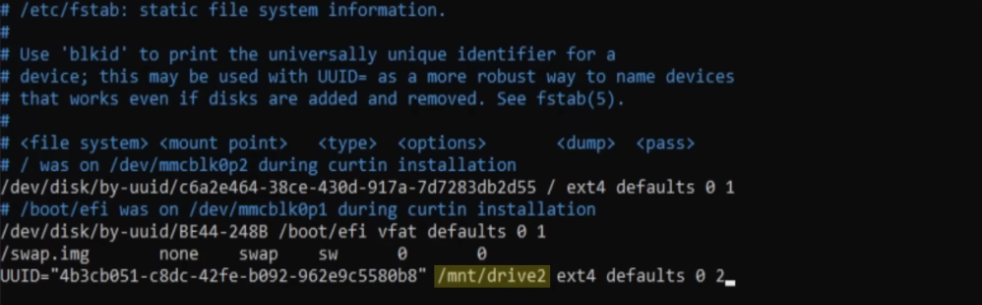 # /etc/fstab: static file system information.
#
# Use 'blkid' to print the universally unique identifier for a
# device; this may be used with UUID= as a more robust way to name devices
# that works even if disks are added and removed. See fstab(5).
#
# <file system> <mount point>   <type>  <options>       <dump>  <pass>
# / was on /dev/mmcblk0p2 during curtin installation
/dev/disk/by-uuid/c6a2e464-38ce-430d-917a-7d7283db2d55 / ext4 defaults 0 1
# /boot/efi was on /dev/mmcblk0p1 during curtin installation
/dev/disk/by-uuid/BE44-248B /boot/efi vfat defaults 0 1
/swap.img       none    swap    sw      0       0
UUID="4b3cb051-c8dc-42fe-b092-962e9c5580b8" /mnt/drive2 ext4 defaults 0 2